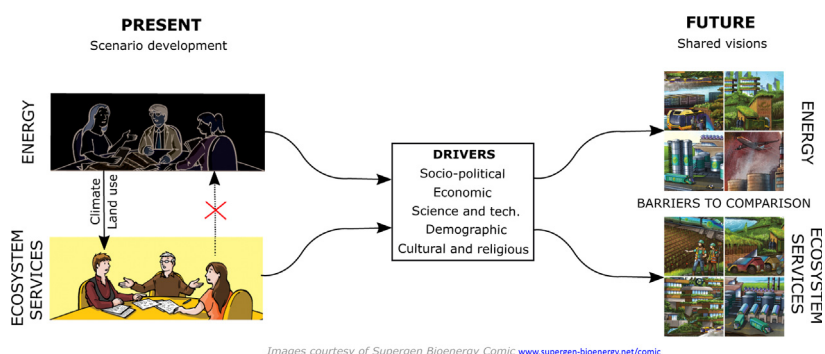 PRESENT
Scenario development
FUTURE
Shared visions
ENERGY
Climate
Land use
ECOSYSTEM
SERVICES
DRIVERS
Socio-political
Economic
Science and tech.
Demographic
Cultural and religious
ENERGY
BARRIERS TO COMPARISON
ECOSYSTEM
SERVICES
Images courtesy of Supergen Bioenergy Comic www.supergen-bioenergy.net/comic